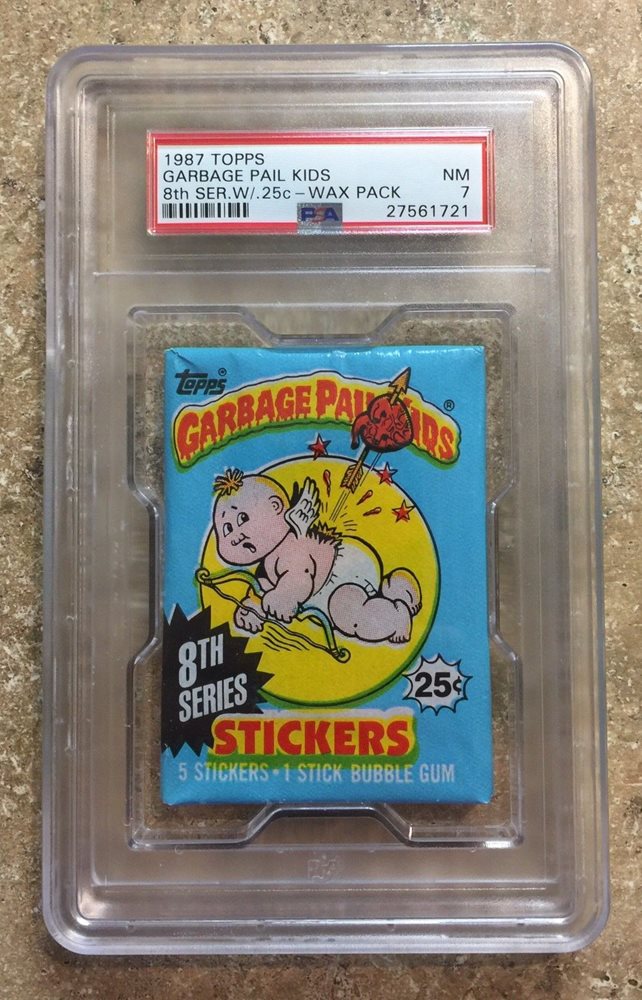 1987 TOPPS
GARBAGE PAIL KIDS NM
8th SER.W/.25c-WAX PACK 7
PSA 27561721
topps®
GARBAGE PAIL KIDS ®
8TH
SERIES
25¢
STICKERS
5 STICKERS • 1 STICK BUBBLE GUM